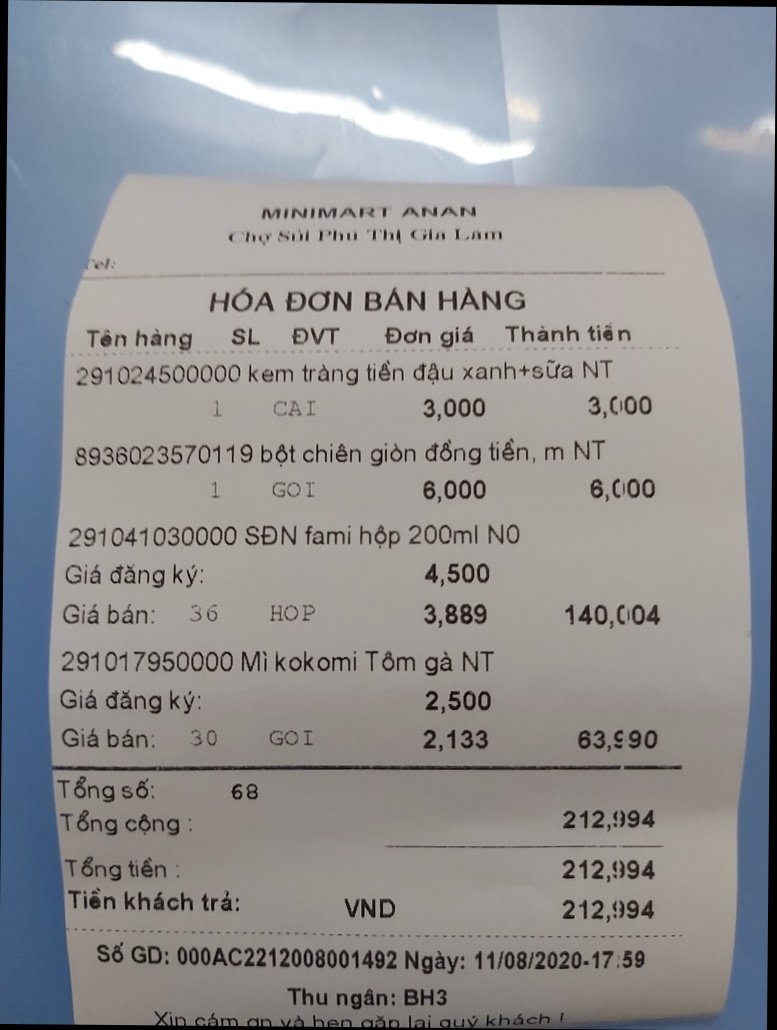 MINIMART ANAN
Chợ Sủi Phú Thị Gia Lâm
Tel:
HÓA ĐƠN BÁN HÀNG
Tên hàng SL ĐVT Đơn giá Thành tiền
291024500000 kem tràng tiền đậu xanh+sữa NT
1 CAI 3,000 3,000
8936023570119 bột chiên giòn đồng tiền, m NT
1 GOI 6,000 6,000
291041030000 SĐN fami hộp 200ml N0
Giá đăng ký: 4,500
Giá bán: 36 HOP 3,889 140,004
291017950000 Mì kokomi Tôm gà NT
Giá đăng ký: 2,500
Giá bán: 30 GOI 2,133 63,990
Tổng số: 68
Tổng cộng : 212,994
Tổng tiền : 212,994
Tiền khách trả: VND 212,994
Số GD: 000AC2212008001492 Ngày: 11/08/2020-17:59
Thu ngân: BH3
Xin cám ơn và hẹn gặp lại quý khách !